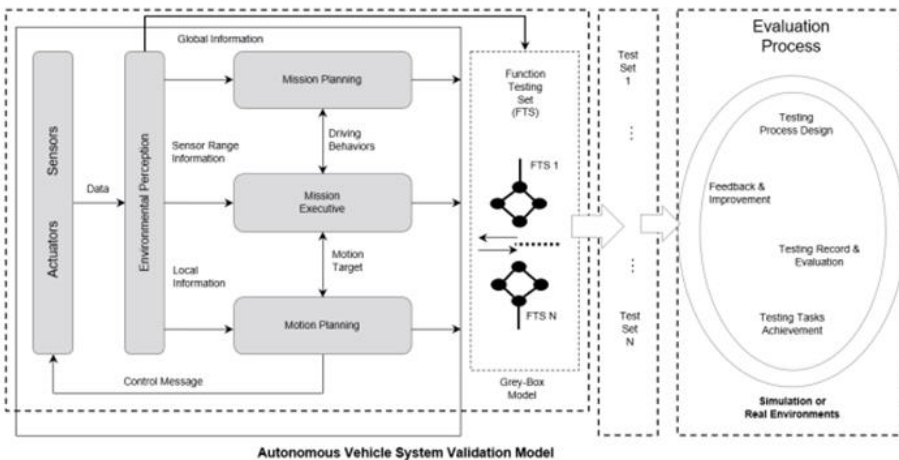 Global Information
Mission Planning
Driving
Behaviors
Sensor Range
Information
Mission
Executive
Motion
Target
Local
Information
Motion Planning
Control Message
Data
Sensors
Actuators
Environmental Perception
Function
Testing
Set
(FTS)
FTS 1
FTS N
Grey-Box
Model
Test
Set
1
...
...
Test
Set
N
Evaluation
Process
Testing
Process Design
Feedback &
Improvement
Testing Record &
Evaluation
Testing Tasks
Achievement
Simulation or
Real Environments
Autonomous Vehicle System Validation Model